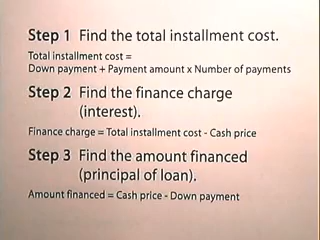 Step 1 Find the total installment cost.
Total installment cost =
Down payment + Payment amount x Number of payments
Step 2 Find the finance charge
(interest).
Finance charge = Total installment cost - Cash price
Step 3 Find the amount financed
(principal of loan).
Amount financed = Cash price - Down payment